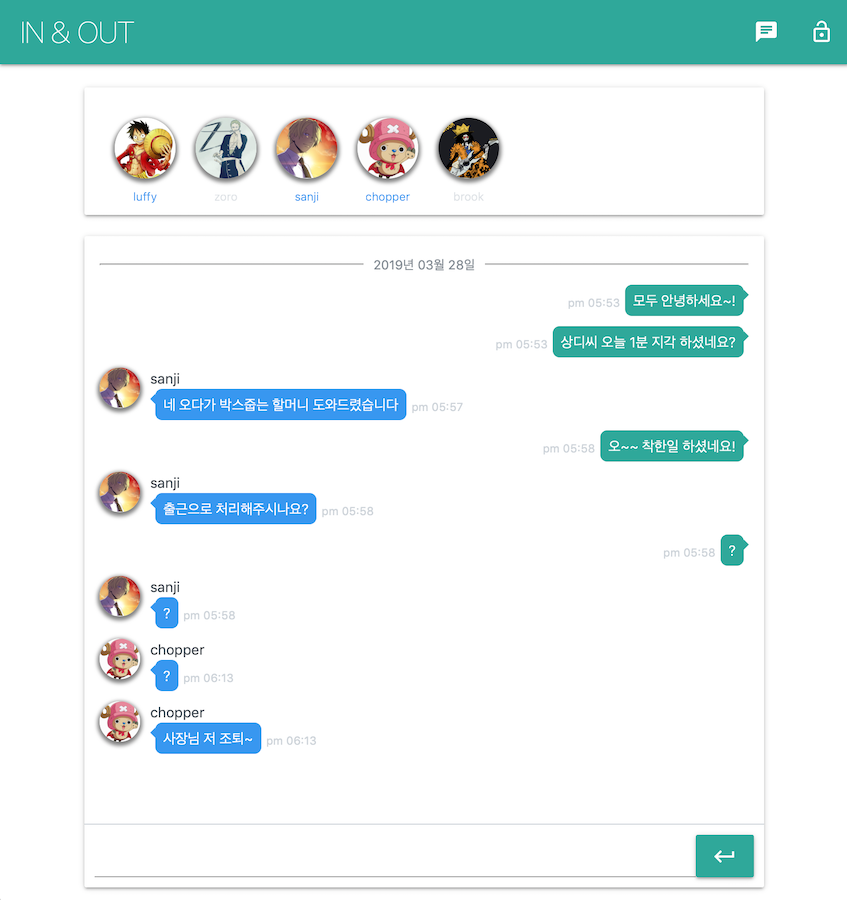 IN & OUT
luffy
zoro
sanji
chopper
brook
2019년 03월 28일
pm 05:53 모두 안녕하세요~!
pm 05:53 상디씨 오늘 1분 지각 하셨네요?
sanji
네 오다가 박스줍는 할머니 도와드렸습니다 pm 05:57
pm 05:58 오~~ 착한일 하셨네요!
sanji
출근으로 처리해주시나요? pm 05:58
pm 05:58 ?
sanji
? pm 05:58
chopper
? pm 06:13
chopper
사장님 저 조퇴~ pm 06:13